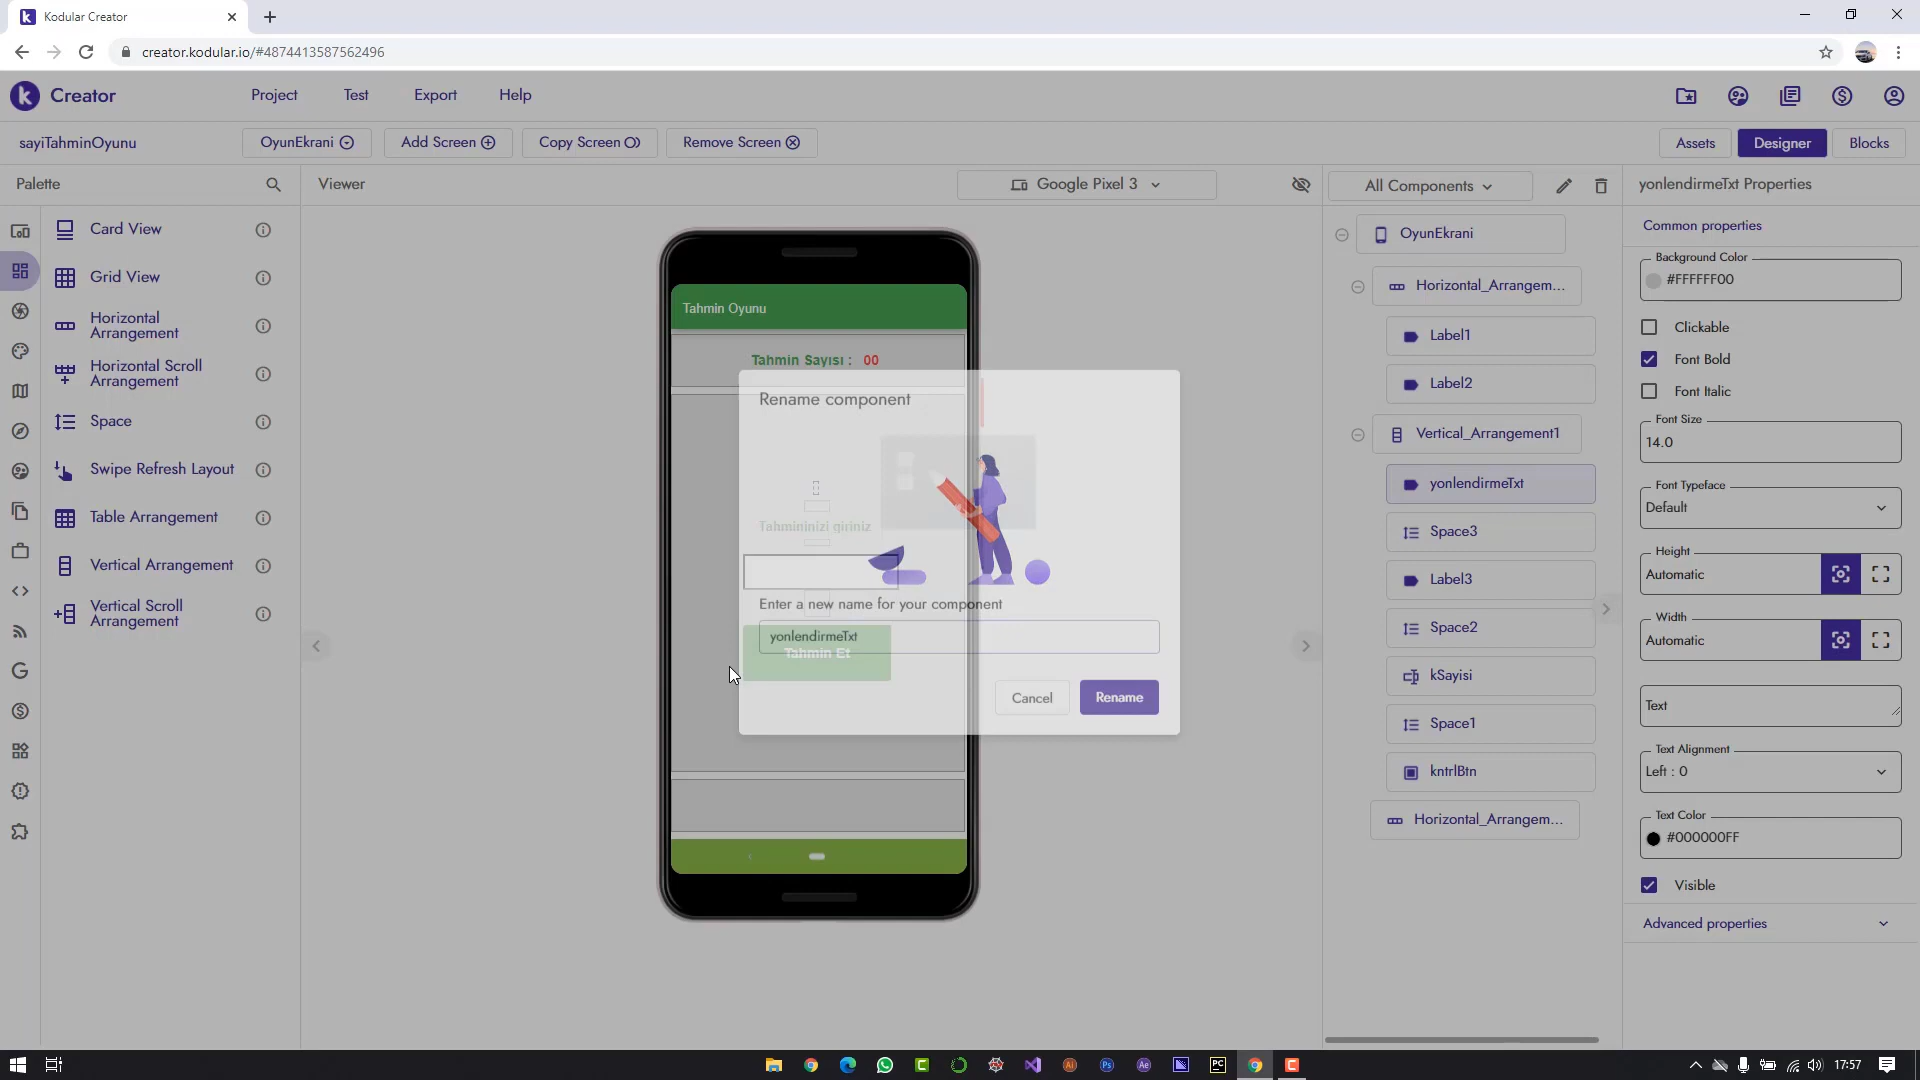 Kodular Creator
creator.kodular.io/#4874413587562496
Creator
Project
Test
Export
Help
sayiTahminOyunu
OyunEkrani
Add Screen
Copy Screen
Remove Screen
Assets
Designer
Blocks
Palette
Card View
Grid View
Horizontal
Arrangement
Horizontal Scroll
Arrangement
Space
Swipe Refresh Layout
Table Arrangement
Vertical Arrangement
Vertical Scroll
Arrangement
Viewer
Google Pixel 3
Tahmin Oyunu
Tahmin Sayısı : 00
Tahmininizi giriniz
Tahmin Et
Rename component
Enter a new name for your component
yonlendirmeTxt
Cancel
Rename
All Components
OyunEkrani
Horizontal_Arrangem...
Label1
Label2
Vertical_Arrangement1
yonlendirmeTxt
Space3
Label3
Space2
kSayisi
Space1
kntrlBtn
Horizontal_Arrangem...
yonlendirmeTxt Properties
Common properties
Background Color
#FFFFFF00
Clickable
Font Bold
Font Italic
Font Size
14.0
Font Typeface
Default
Height
Automatic
Width
Automatic
Text
Text Alignment
Left : 0
Text Color
#000000FF
Visible
Advanced properties
17:57